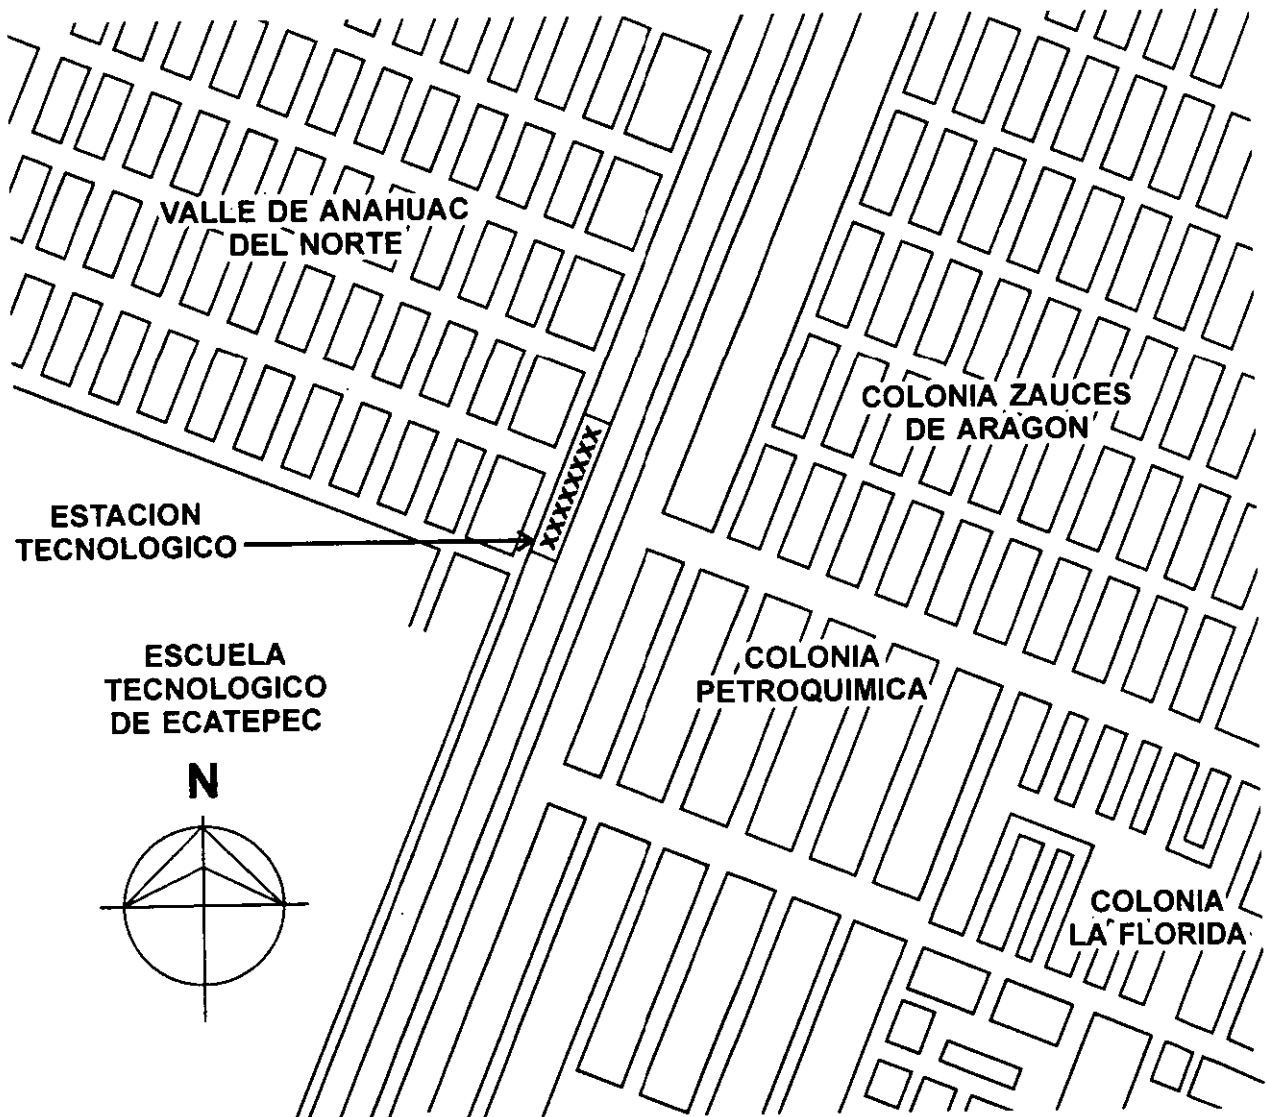 VALLE DE ANAHUAC
DEL NORTE
COLONIA ZAUCES
DE ARAGON
XXXXXXXX
ESTACION
TECNOLOGICO
ESCUELA
TECNOLOGICO
DE ECATEPEC
COLONIA
PETROQUIMICA
N
COLONIA
LA FLORIDA